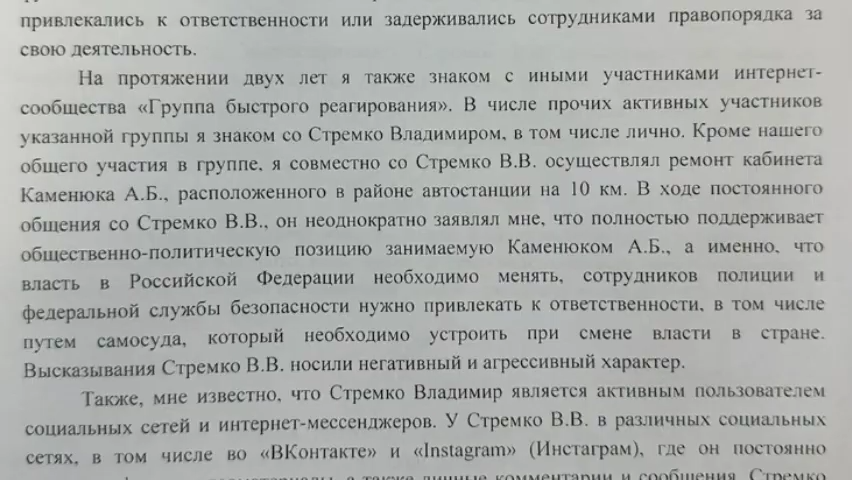 привлекались к ответственности или задерживались сотрудниками правопорядка за
свою деятельность.
На протяжении двух лет я также знаком с иными участниками интернет-
сообщества «Группа быстрого реагирования». В числе прочих активных участников
указанной группы я знаком со Стремко Владимиром, в том числе лично. Кроме нашего
общего участия в группе, я совместно со Стремко В.В. осуществлял ремонт кабинета
Каменюка А.Б., расположенного в районе автостанции на 10 км. В ходе постоянного
общения со Стремко В.В., он неоднократно заявлял мне, что полностью поддерживает
общественно-политическую позицию занимаемую Каменюком А.Б., а именно, что
власть в Российской Федерации необходимо менять, сотрудников полиции и
федеральной службы безопасности нужно привлекать к ответственности, в том числе
путем самосуда, который необходимо устроить при смене власти в стране.
Высказывания Стремко В.В. носили негативный и агрессивный характер.
Также, мне известно, что Стремко Владимир является активным пользователем
социальных сетей и интернет-мессенджеров. У Стремко В.В. в различных социальных
сетях, в том числе во «ВКонтакте» и «Instagram» (Инстаграм), где он постоянно
а также личные комментарии и сообщения. Стремко